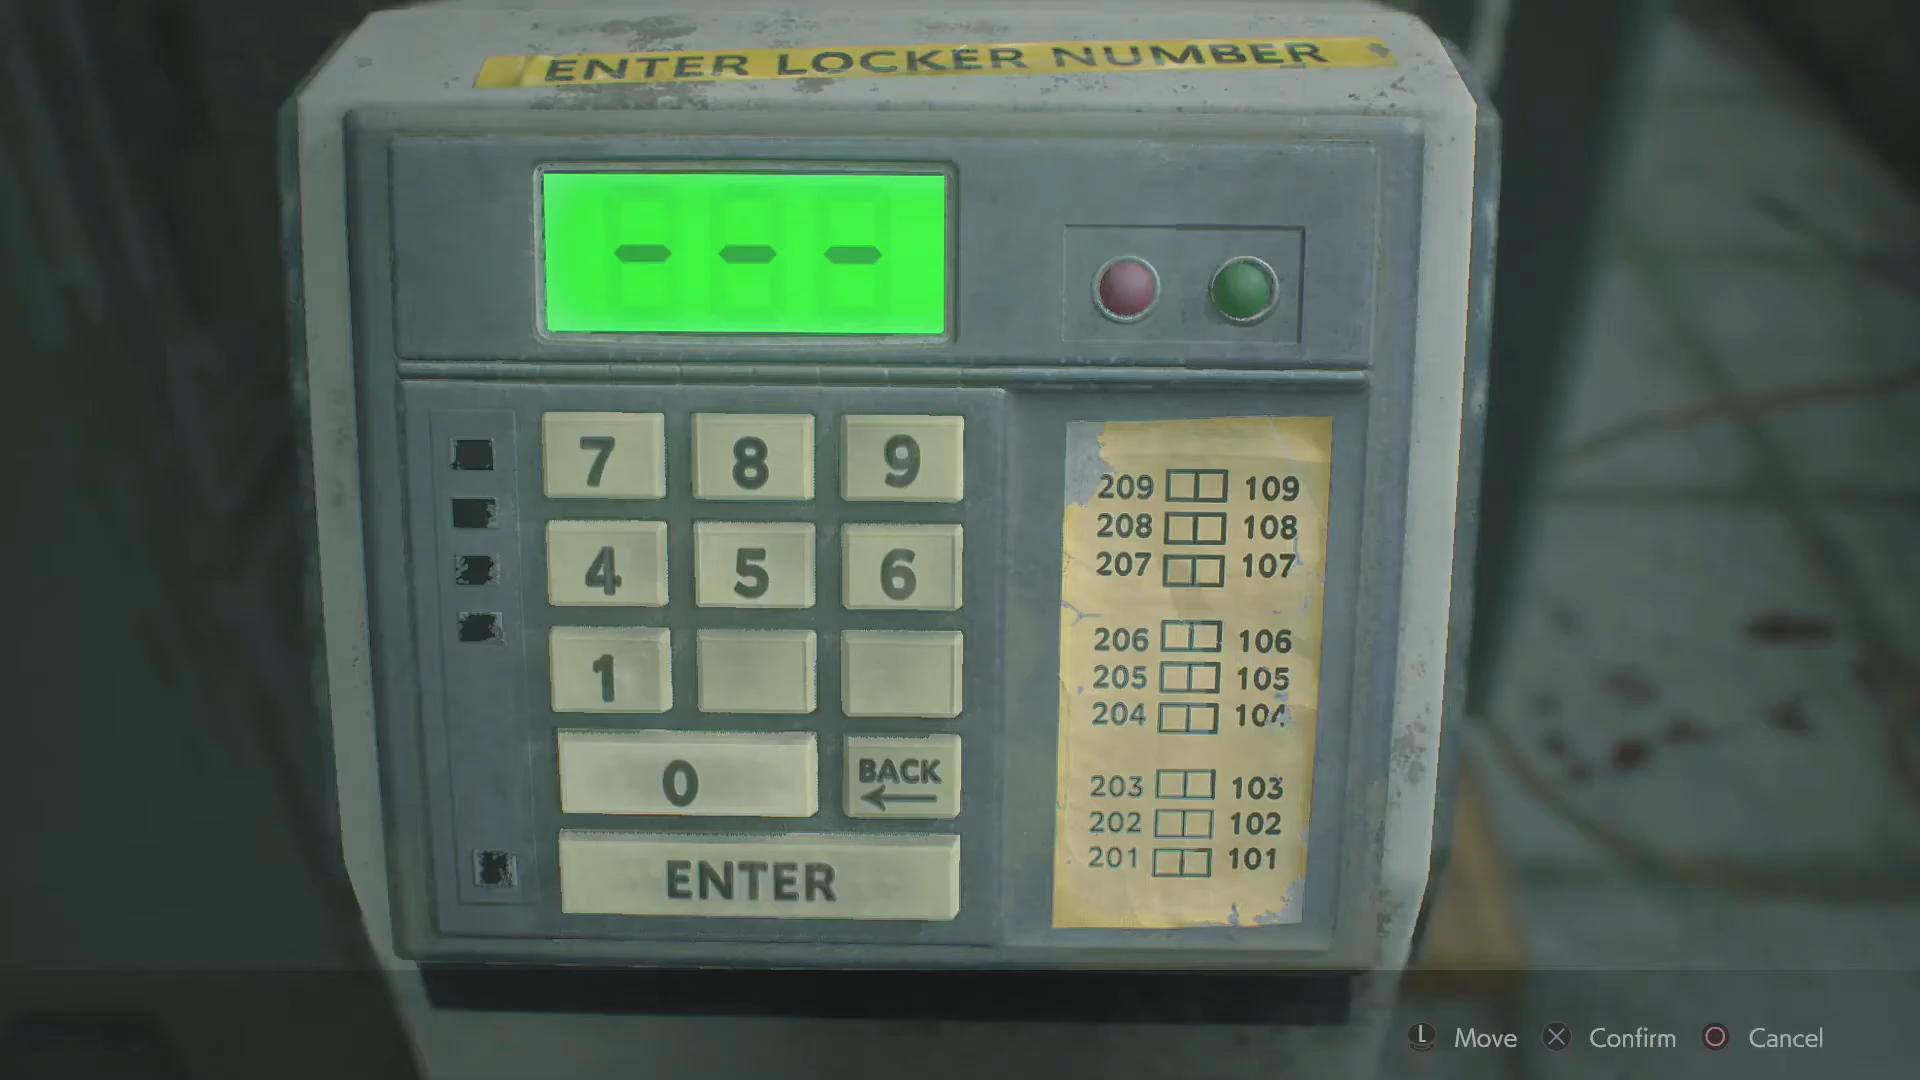 ENTER LOCKER NUMBER
- - -
7 8 9
4 5 6
1
0 BACK
ENTER
209 109
208 108
207 107
206 106
205 105
204 104
203 103
202 102
201 101
L Move Confirm Cancel